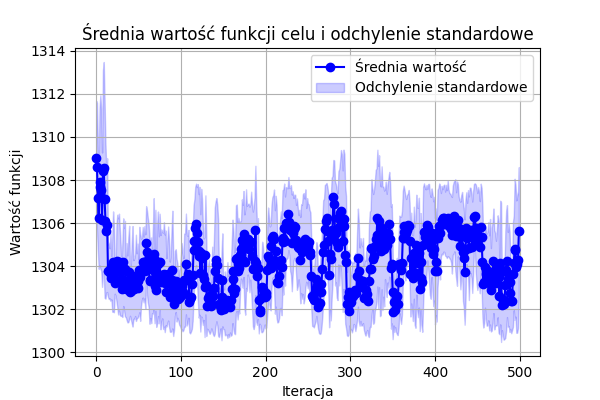 Średnia wartość funkcji celu i odchylenie standardowe
Średnia wartość
Odchylenie standardowe
Wartość funkcji
1314
1312
1310
1308
1306
1304
1302
1300
0 100 200 300 400 500
Iteracja